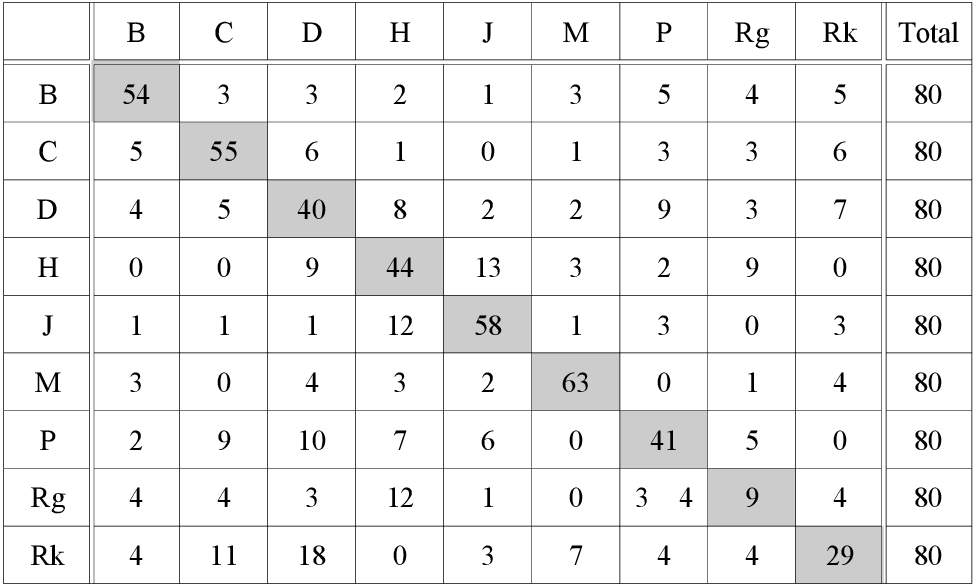 B C D H J M P Rg Rk Total
B 54 3 3 2 1 3 5 4 5 80
C 5 55 6 1 0 1 3 3 6 80
D 4 5 40 8 2 2 9 3 7 80
H 0 0 9 44 13 3 2 9 0 80
J 1 1 1 12 58 1 3 0 3 80
M 3 0 4 3 2 63 0 1 4 80
P 2 9 10 7 6 0 41 5 0 80
Rg 4 4 3 12 1 0 3 4 9 4 80
Rk 4 11 18 0 3 7 4 4 29 80